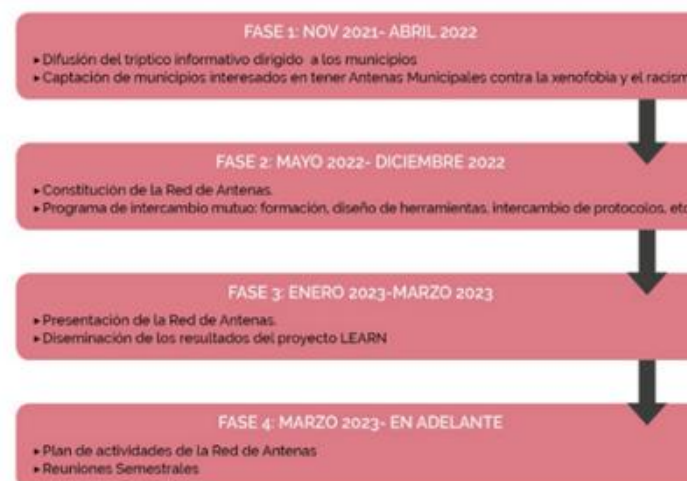 FASE 1: NOV 2021- ABRIL 2022
▸ Difusión del tríptico informativo dirigido a los municipios
▸ Captación de municipios interesados en tener Antenas Municipales contra la xenofobia y el racism
FASE 2: MAYO 2022- DICIEMBRE 2022
▸ Constitución de la Red de Antenas.
▸ Programa de intercambio mutuo: formación, diseño de herramientas, intercambio de protocolos, etc
FASE 3: ENERO 2023-MARZO 2023
▸ Presentación de la Red de Antenas.
▸ Diseminación de los resultados del proyecto LEARN
FASE 4: MARZO 2023- EN ADELANTE
▸ Plan de actividades de la Red de Antenas
▸ Reuniones Semestrales